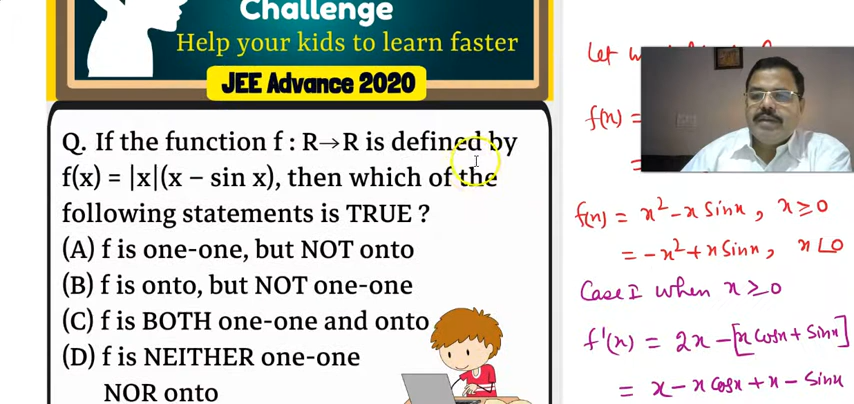 Challenge
Help your kids to learn faster
JEE Advance 2020
Q. If the function f : R→R is defined by
f(x) = |x|(x − sin x), then which of the
following statements is TRUE ?
(A) f is one-one, but NOT onto
(B) f is onto, but NOT one-one
(C) f is BOTH one-one and onto
(D) f is NEITHER one-one
NOR onto
Let
f(x) =
=
f(x) = x² − x Sinx, x ≥ 0
= −x² + x Sinx, x < 0
Case I when x ≥ 0
f'(x) = 2x − [x Cosx + Sinx]
= x − x Cosx + x − Sinx